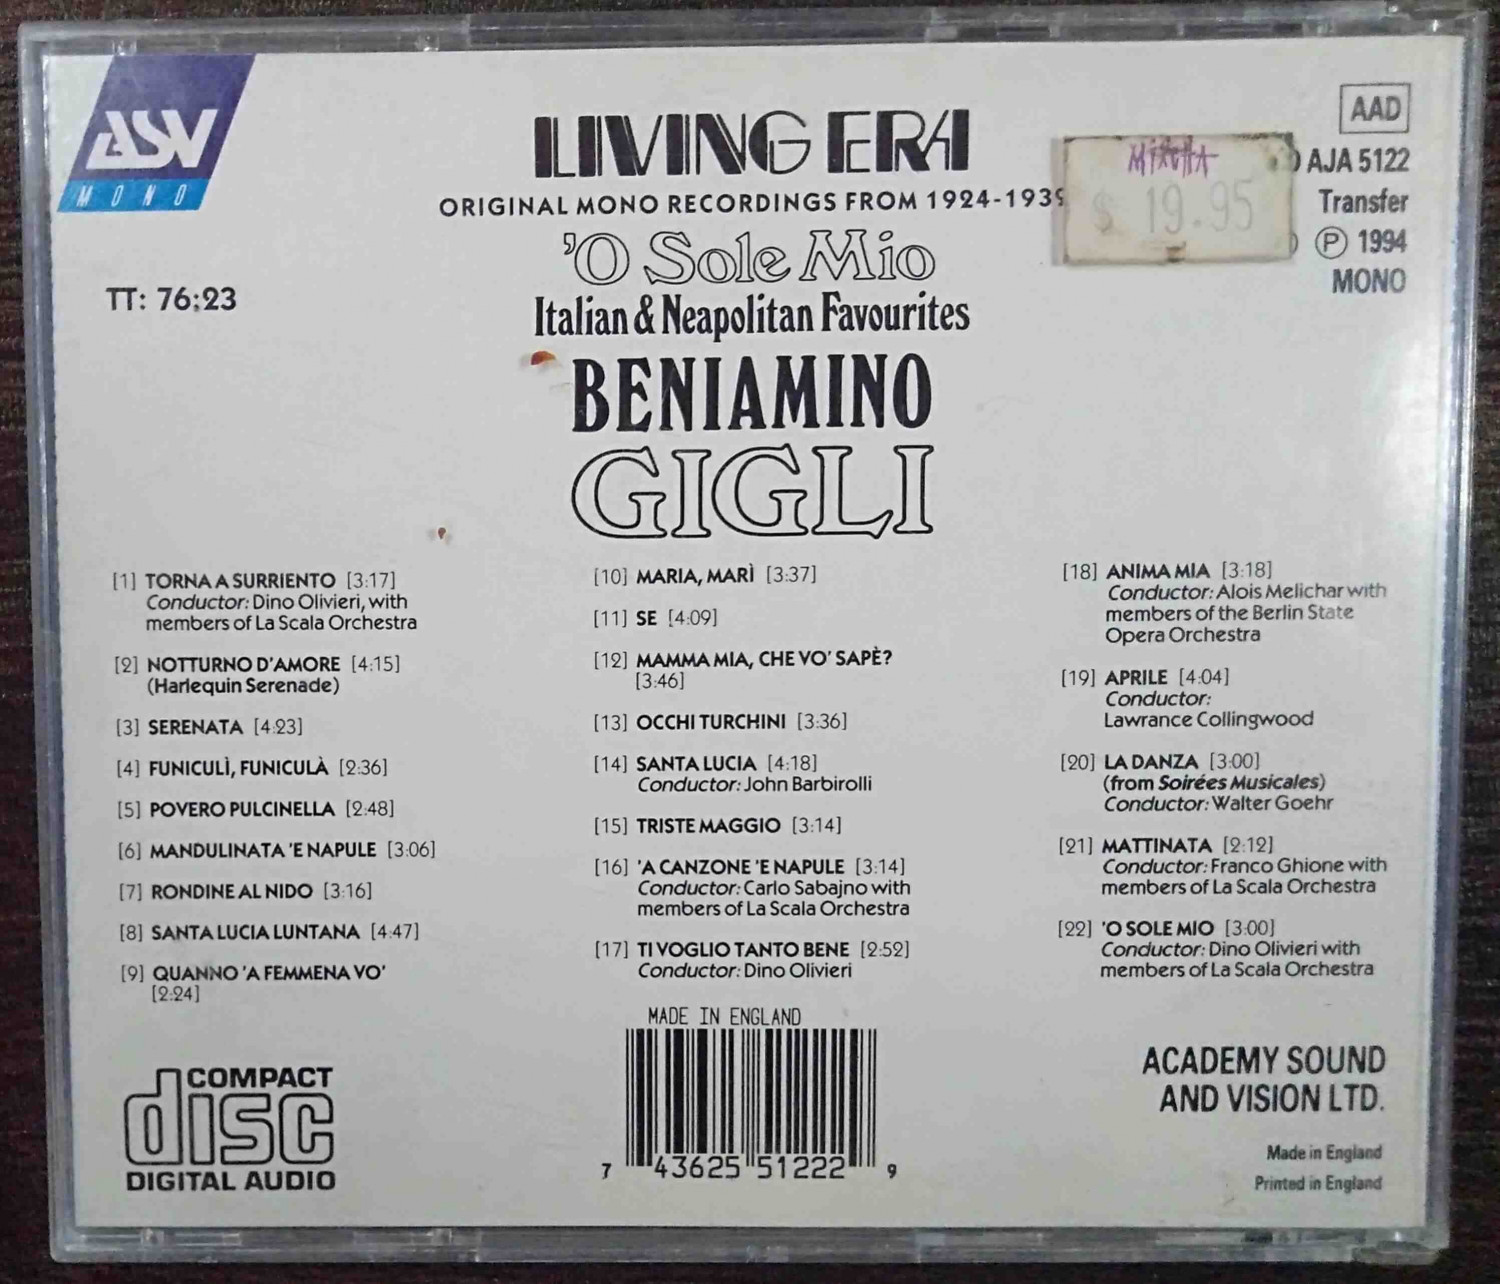 ASV
MONO
LIVING ERA
ORIGINAL MONO RECORDINGS FROM 1924-1939
'O Sole Mio
Italian & Neapolitan Favourites
BENIAMINO
GIGLI
TT: 76:23
AAD
AJA 5122
Transfer
Ⓟ 1994
MONO
$ 19.95
[1] TORNA A SURRIENTO [3:17]
Conductor: Dino Olivieri, with
members of La Scala Orchestra
[2] NOTTURNO D'AMORE [4:15]
(Harlequin Serenade)
[3] SERENATA [4:23]
[4] FUNICULÌ, FUNICULÀ [2:36]
[5] POVERO PULCINELLA [2:48]
[6] MANDULINATA 'E NAPULE [3:06]
[7] RONDINE AL NIDO [3:16]
[8] SANTA LUCIA LUNTANA [4:47]
[9] QUANNO 'A FEMMENA VO'
[2:24]
[10] MARIA, MARÌ [3:37]
[11] SE [4:09]
[12] MAMMA MIA, CHE VO' SAPÈ?
[3:46]
[13] OCCHI TURCHINI [3:36]
[14] SANTA LUCIA [4:18]
Conductor: John Barbirolli
[15] TRISTE MAGGIO [3:14]
[16] 'A CANZONE 'E NAPULE [3:14]
Conductor: Carlo Sabajno with
members of La Scala Orchestra
[17] TI VOGLIO TANTO BENE [2:52]
Conductor: Dino Olivieri
[18] ANIMA MIA [3:18]
Conductor: Alois Melichar with
members of the Berlin State
Opera Orchestra
[19] APRILE [4:04]
Conductor:
Lawrance Collingwood
[20] LA DANZA [3:00]
(from Soirées Musicales)
Conductor: Walter Goehr
[21] MATTINATA [2:12]
Conductor: Franco Ghione with
members of La Scala Orchestra
[22] 'O SOLE MIO [3:00]
Conductor: Dino Olivieri with
members of La Scala Orchestra
COMPACT
disc
DIGITAL AUDIO
MADE IN ENGLAND
7 43625 51222 9
ACADEMY SOUND
AND VISION LTD.
Made in England
Printed in England